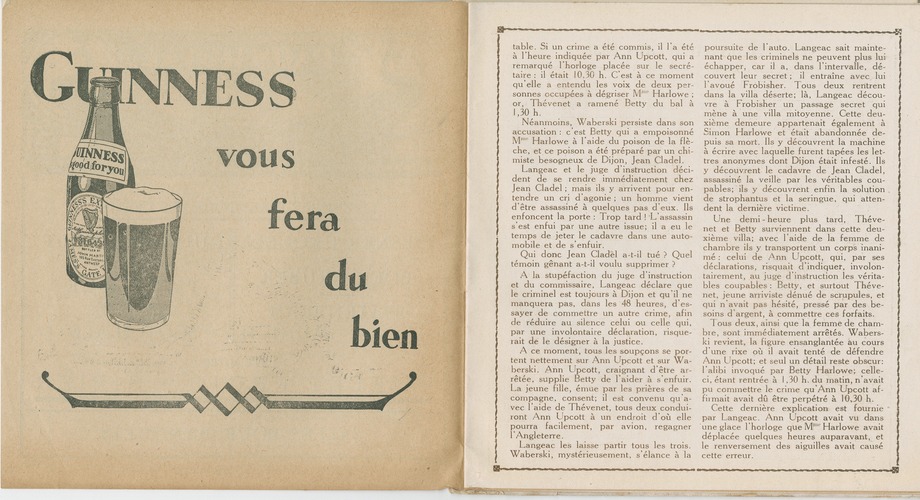 GUINNESS
GUINNESS
good for you
vous
fera
du
bien
table. Si un crime a été commis, il l'a été
à l'heure indiquée par Ann Upcott, qui a
remarqué l'horloge placée sur le secré-
taire : il était 10.30 h. C'est à ce moment
qu'elle a entendu les voix de deux per-
sonnes occupées à dégriser Mme Harlowe ;
or, Thévenet a ramené Betty du bal à
1,30 h.
Néanmoins, Waberski persiste dans son
accusation : c'est Betty qui a empoisonné
Mme Harlowe à l'aide du poison de la flè-
che, et ce poison a été préparé par un chi-
miste besogneux de Dijon, Jean Cladel.
Langeac et le juge d'instruction déci-
dent de se rendre immédiatement chez
Jean Cladel ; mais ils y arrivent pour en-
tendre un cri d'agonie ; un homme vient
d'être assassiné à quelques pas d'eux. Ils
enfoncent la porte : Trop tard ! L'assassin
s'est enfui par une autre issue; il a eu le
temps de jeter le cadavre dans une auto-
mobile et de s'enfuir.
Qui donc Jean Cladel a-t-il tué ? Quel
témoin gênant a-t-il voulu supprimer ?
A la stupéfaction du juge d'instruction
et du commissaire, Langeac déclare que
le criminel est toujours à Dijon et qu'il ne
manquera pas, dans les 48 heures, d'es-
sayer de commettre un autre crime, afin
de réduire au silence celui ou celle qui,
par une involontaire déclaration, risque-
rait de le désigner à la justice.
A ce moment, tous les soupçons se por-
tent nettement sur Ann Upcott et sur Wa-
berski. Ann Upcott, craignant d'être ar-
rêtée, supplie Betty de l'aider à s'enfuir.
La jeune fille, émue par les prières de sa
compagne, consent; il est convenu qu'a-
vec l'aide de Thévenet, tous deux condui-
ront Ann Upcott à un endroit d'où elle
pourra facilement, par avion, regagner
l'Angleterre.
Langeac les laisse partir tous les trois.
Waberski, mystérieusement, s'élance à la
poursuite de l'auto. Langeac sait mainte-
nant que les criminels ne peuvent plus lui
échapper, car il a, dans l'intervalle, dé-
couvert leur secret ; il entraîne avec lui
l'avoué Frobisher. Tous deux rentrent
dans la villa déserte; là, Langeac décou-
vre à Frobisher un passage secret qui
mène à une villa mitoyenne. Cette deu-
xième demeure appartenait également à
Simon Harlowe et était abandonnée de-
puis sa mort. Ils y découvrent la machine
à écrire avec laquelle furent tapées les let-
tres anonymes dont Dijon était infesté. Ils
y découvrent le cadavre de Jean Cladel,
assassiné la veille par les véritables cou-
pables; ils y découvrent enfin la solution
de strophantus et la seringue, qui atten-
dent la dernière victime.
Une demi-heure plus tard, Théve-
net et Betty surviennent dans cette deu-
xième villa; avec l'aide de la femme de
chambre ils y transportent un corps inani-
mé ; celui de Ann Upcott, qui, par ses
déclarations, risquait d'indiquer, involon-
tairement, au juge d'instruction les vérita-
bles coupables : Betty, et surtout Théve-
net, jeune arriviste dénué de scrupules, et
qui n'avait pas hésité, pressé par des be-
soins d'argent, à commettre ces forfaits.
Tous deux, ainsi que la femme de cham-
bre, sont immédiatement arrêtés. Wabers-
ki revient, la figure ensanglantée au cours
d'une rixe où il avait tenté de défendre
Ann Upcott; et seul un détail reste obscur:
l'alibi invoqué par Betty Harlowe; celle-
ci, étant rentrée à 1,30 h. du matin, n'avait
pu commettre le crime qu'Ann Upcott af-
firmait avoir dû être perpétré à 10,30 h.
Cette dernière explication est fournie
par Langeac. Ann Upcott avait vu dans
une glace l'horloge que Mme Harlowe avait
déplacée quelques heures auparavant, et
le renversement des aiguilles avait causé
cette erreur.